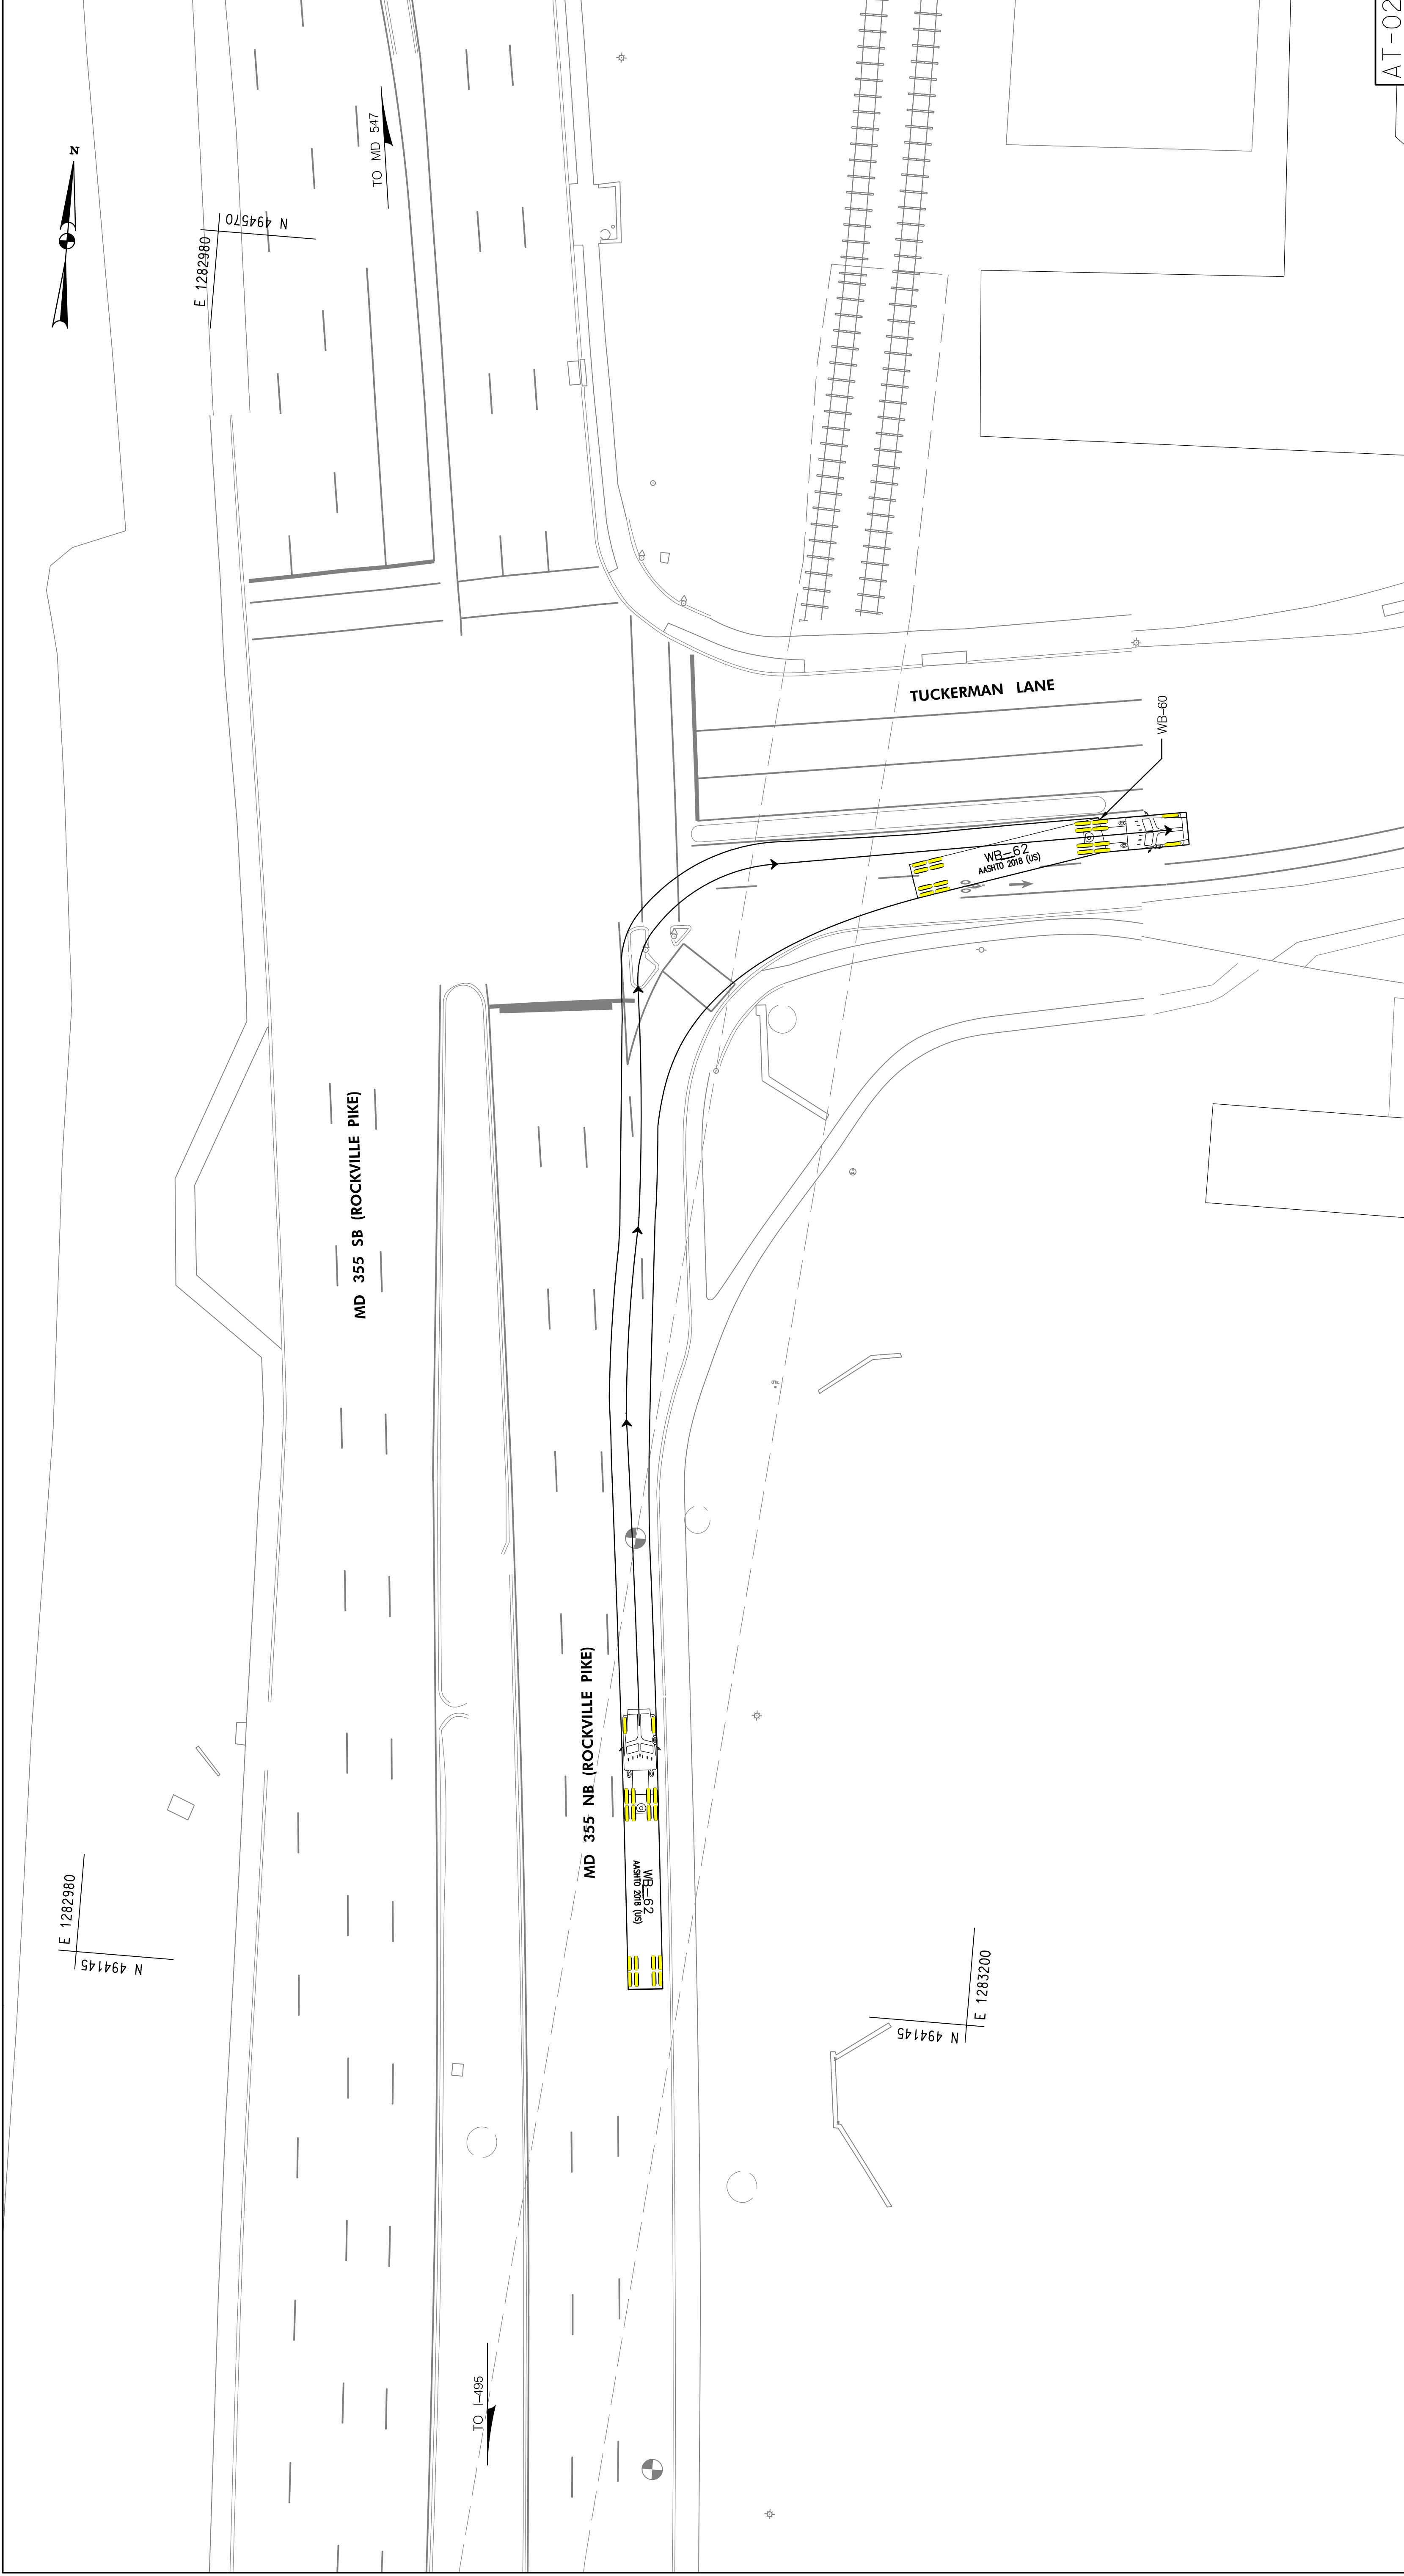 AT-02
N
TO MD 547
N 494570
E 1282980
TUCKERMAN LANE
WB-60
WB-62
AASHTO 2018 (US)
MD 355 SB (ROCKVILLE PIKE)
MD 355 NB (ROCKVILLE PIKE)
WB-62
AASHTO 2018 (US)
E 1282980
N 494145
E 1283200
N 494145
TO I-495